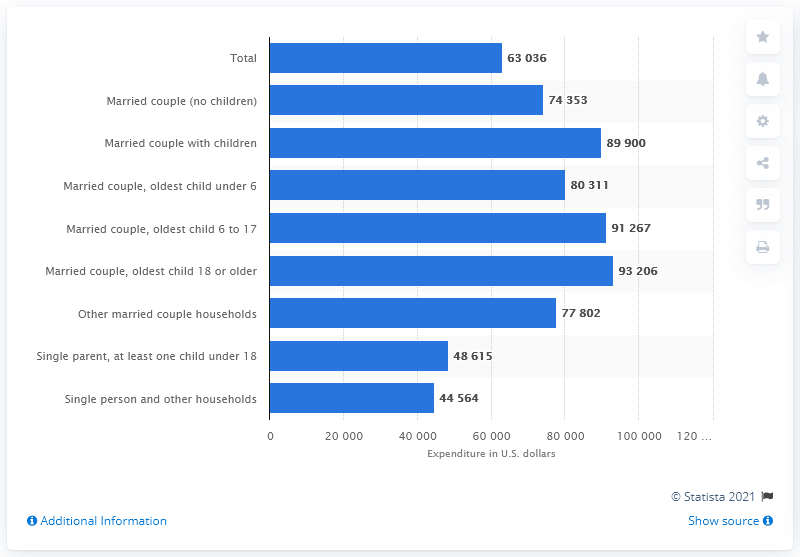 Total 63 036
Married couple (no children) 74 353
Married couple with children 89 900
Married couple, oldest child under 6 80 311
Married couple, oldest child 6 to 17 91 267
Married couple, oldest child 18 or older 93 206
Other married couple households 77 802
Single parent, at least one child under 18 48 615
Single person and other households 44 564
0 20 000 40 000 60 000 80 000 100 000 120 ...
Expenditure in U.S. dollars
© Statista 2021
Additional Information Show source